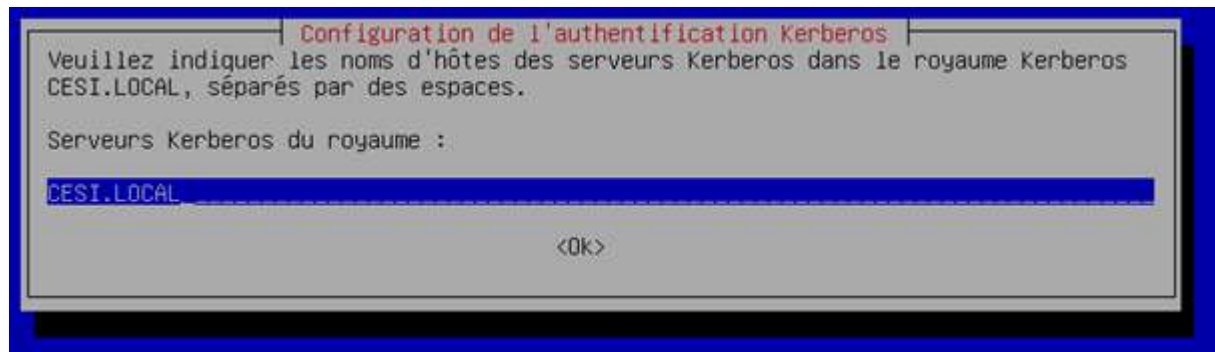 Configuration de l'authentification Kerberos
Veuillez indiquer les noms d'hôtes des serveurs Kerberos dans le royaume Kerberos
CESI.LOCAL, séparés par des espaces.
Serveurs Kerberos du royaume :
CESI.LOCAL
<Ok>